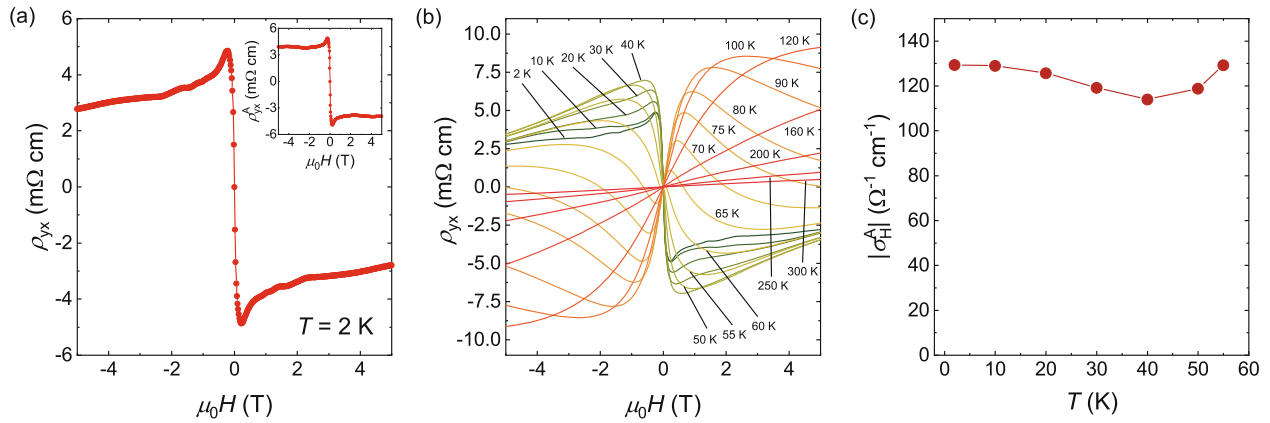 (a)
6
4
2
0
-2
-4
-6
-4
-2
0
2
4
ρyx (mΩ cm)
μ0H (T)
T = 2 K
6
3
0
-3
-6
-4
-2
0
2
4
ρAyx (mΩ cm)
μ0H (T)
(b)
10.0
7.5
5.0
2.5
0.0
-2.5
-5.0
-7.5
-10.0
-4
-2
0
2
4
ρyx (mΩ cm)
μ0H (T)
2 K
10 K
20 K
30 K
40 K
100 K
120 K
90 K
80 K
75 K
70 K
160 K
200 K
65 K
300 K
250 K
60 K
55 K
50 K
(c)
140
120
100
80
60
40
20
0
0
10
20
30
40
50
60
|σAH| (Ω-1 cm-1)
T (K)